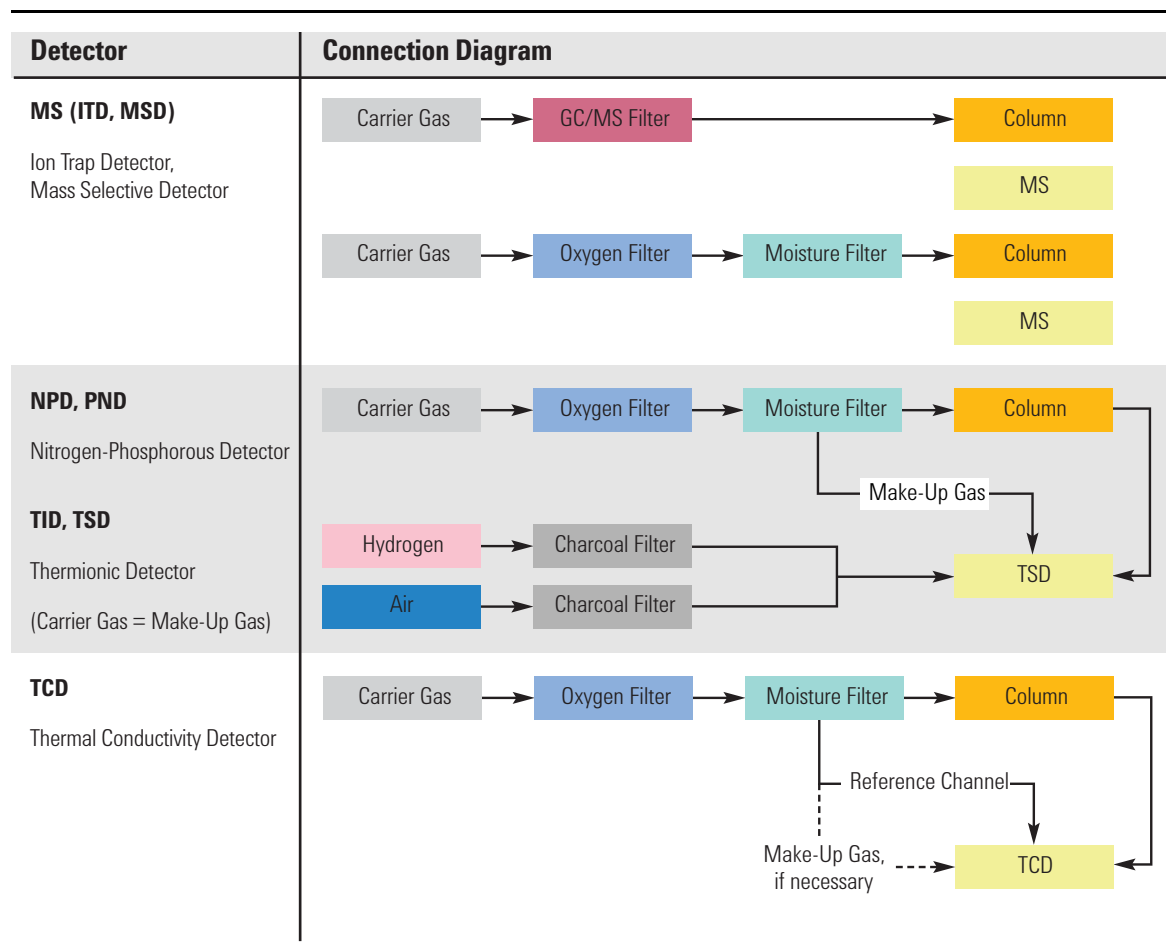 Detector
Connection Diagram
MS (ITD, MSD)
Ion Trap Detector,
Mass Selective Detector
Carrier Gas
GC/MS Filter
Column
MS
Carrier Gas
Oxygen Filter
Moisture Filter
Column
MS
NPD, PND
Nitrogen-Phosphorous Detector
TID, TSD
Thermionic Detector
(Carrier Gas = Make-Up Gas)
Carrier Gas
Oxygen Filter
Moisture Filter
Column
Make-Up Gas
Hydrogen
Charcoal Filter
TSD
Air
Charcoal Filter
TCD
Thermal Conductivity Detector
Carrier Gas
Oxygen Filter
Moisture Filter
Column
Reference Channel
Make-Up Gas,
if necessary
TCD